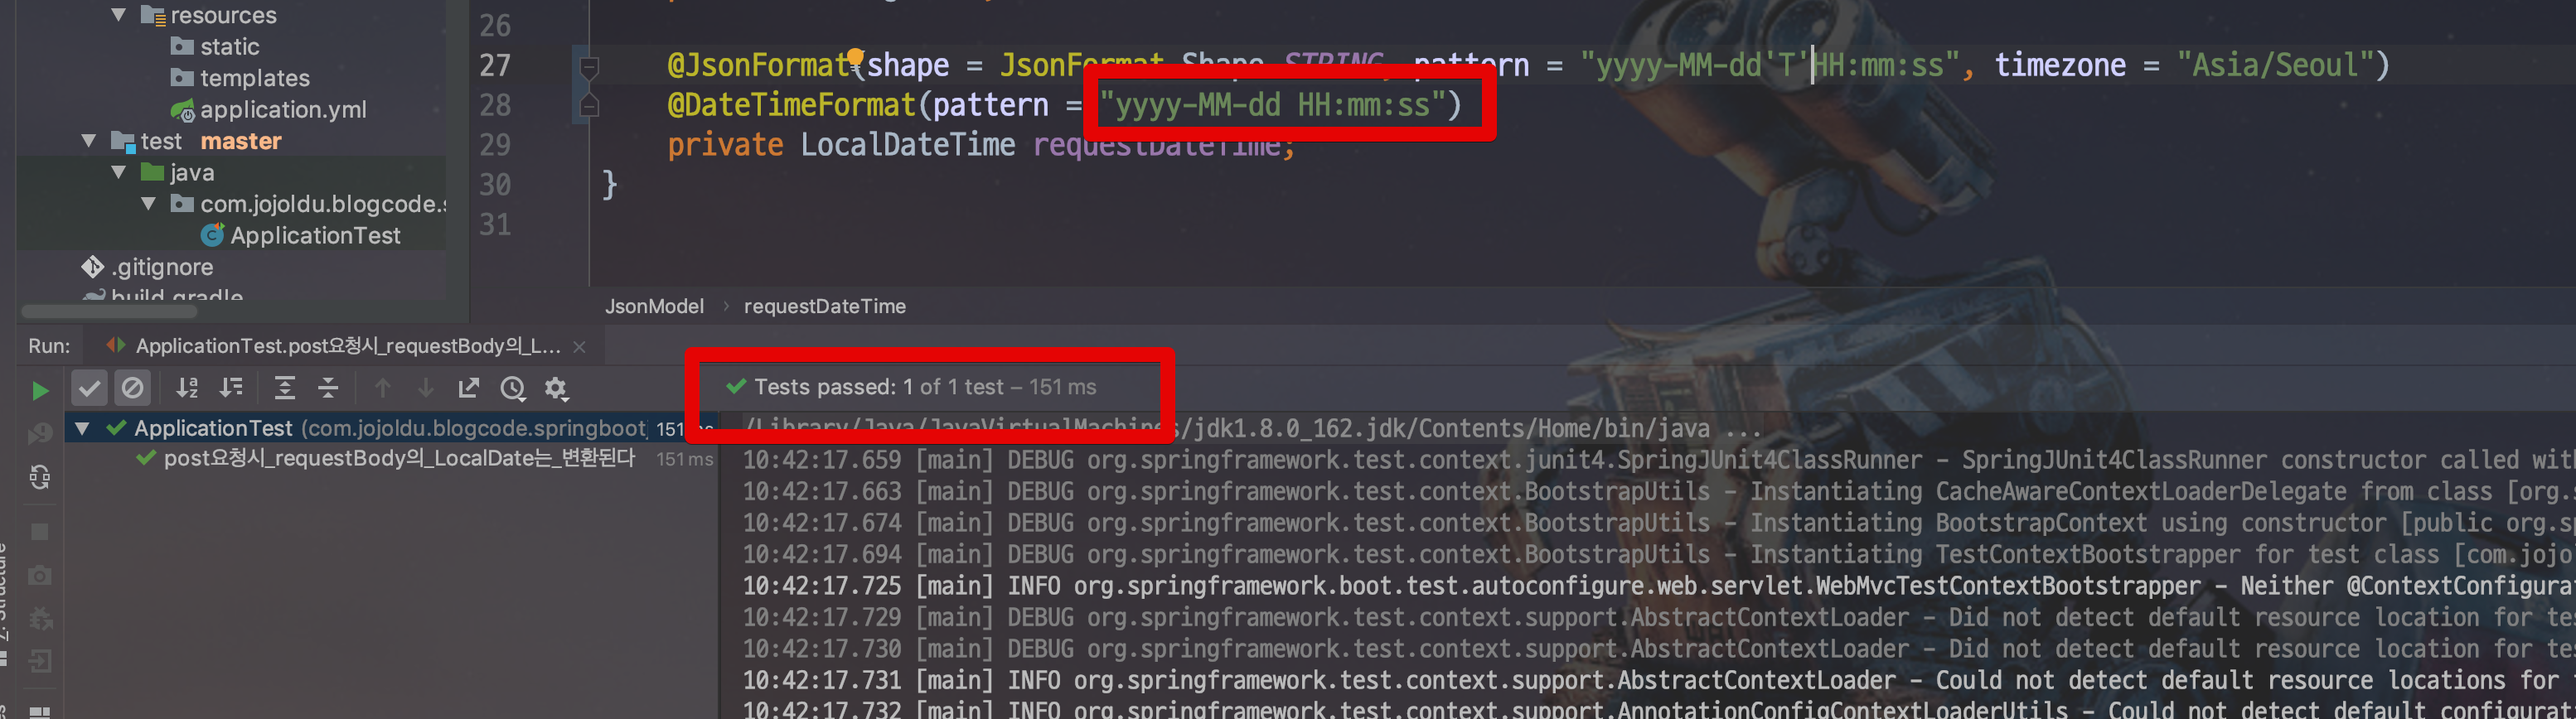 resources
static
templates
application.yml
test master
java
com.jojoldu.blogcode.
ApplicationTest
.gitignore
build.gradle
26
27 @JsonFormat(shape = JsonFormat.Shape.STRING, pattern = "yyyy-MM-dd'T'HH:mm:ss", timezone = "Asia/Seoul")
28 @DateTimeFormat(pattern = "yyyy-MM-dd HH:mm:ss")
29 private LocalDateTime requestDateTime;
30 }
31
JsonModel › requestDateTime
Run: ApplicationTest.post요청시_requestBody의_L... ×
Tests passed: 1 of 1 test – 151 ms
ApplicationTest (com.jojoldu.blogcode.springboot 151 ms
post요청시_requestBody의_LocalDate는_변환된다 151 ms
/Library/Java/JavaVirtualMachines/jdk1.8.0_162.jdk/Contents/Home/bin/java ...
10:42:17.659 [main] DEBUG org.springframework.test.context.junit4.SpringJUnit4ClassRunner - SpringJUnit4ClassRunner constructor called wit
10:42:17.663 [main] DEBUG org.springframework.test.context.BootstrapUtils - Instantiating CacheAwareContextLoaderDelegate from class [org.
10:42:17.674 [main] DEBUG org.springframework.test.context.BootstrapUtils - Instantiating BootstrapContext using constructor [public org.s
10:42:17.694 [main] DEBUG org.springframework.test.context.BootstrapUtils - Instantiating TestContextBootstrapper for test class [com.jojo
10:42:17.725 [main] INFO org.springframework.boot.test.autoconfigure.web.servlet.WebMvcTestContextBootstrapper - Neither @ContextConfigura
10:42:17.729 [main] DEBUG org.springframework.test.context.support.AbstractContextLoader - Did not detect default resource location for te
10:42:17.730 [main] DEBUG org.springframework.test.context.support.AbstractContextLoader - Did not detect default resource location for te
10:42:17.731 [main] INFO org.springframework.test.context.support.AbstractContextLoader - Could not detect default resource locations for
10:42:17.732 [main] INFO org.springframework.test.context.support.AnnotationConfigContextLoaderUtils - Could not detect default configurat
Z: Structure